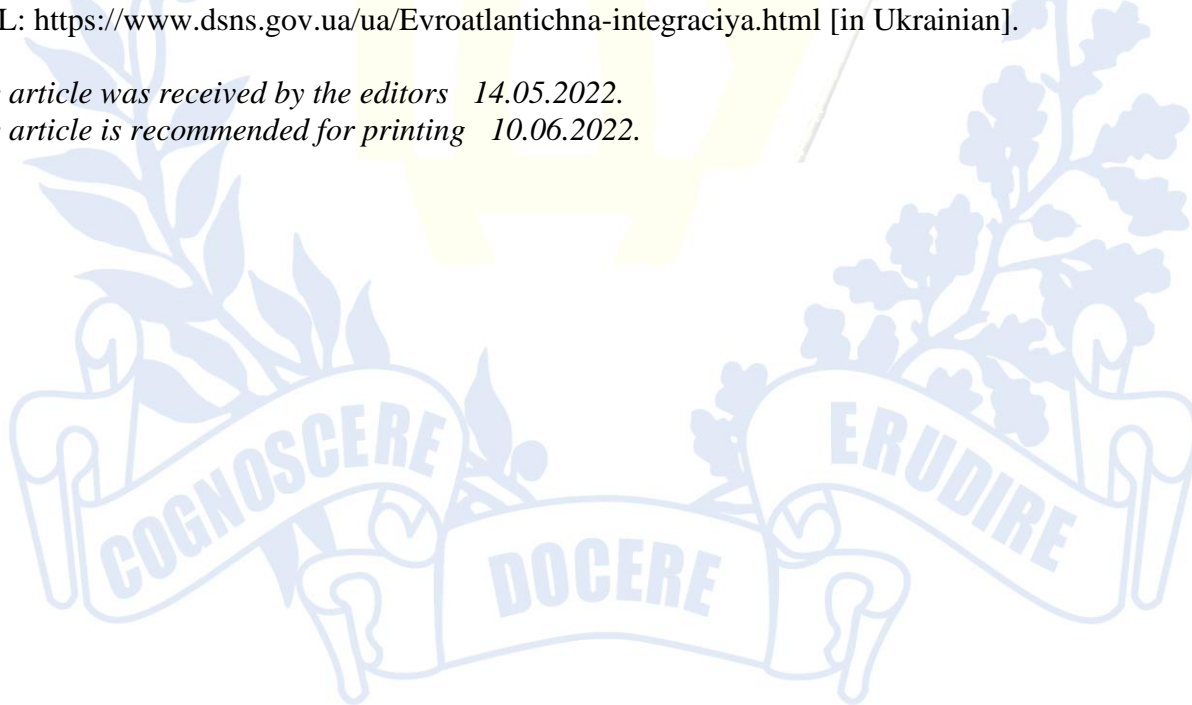 L: https://www.dsns.gov.ua/ua/Evroatlantichna-integraciya.html [in Ukrainian].
article was received by the editors 14.05.2022.
article is recommended for printing 10.06.2022.
COGNOSCERE
DOCERE
ERUDIRE